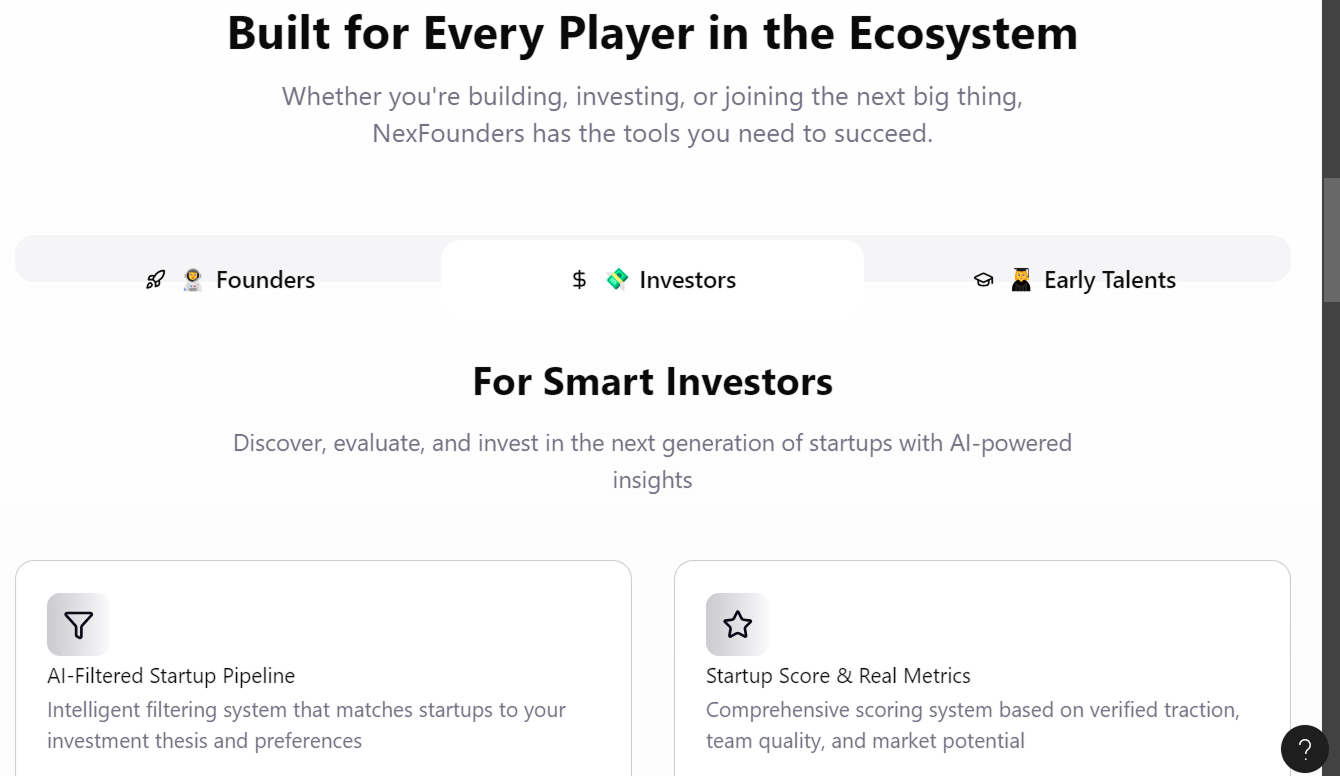 Built for Every Player in the Ecosystem
Whether you're building, investing, or joining the next big thing,
NexFounders has the tools you need to succeed.
Founders
Investors
Early Talents
For Smart Investors
Discover, evaluate, and invest in the next generation of startups with AI-powered
insights
AI-Filtered Startup Pipeline
Intelligent filtering system that matches startups to your
investment thesis and preferences
Startup Score & Real Metrics
Comprehensive scoring system based on verified traction,
team quality, and market potential
?